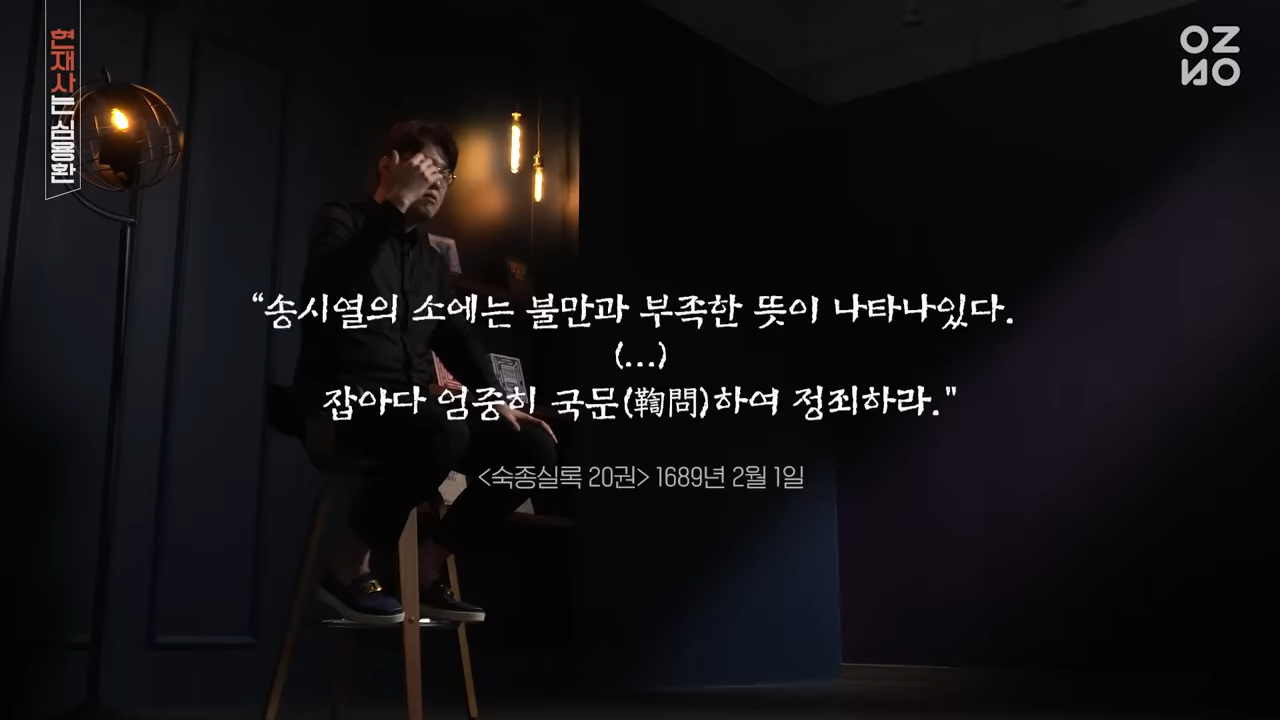 현재사는 심용환
OZ
NO
“송시열의 소에는 불만과 부족한 뜻이 나타나있다.
(...)
잡아다 엄중히 국문(鞠問)하여 정죄하라."
<숙종실록 20권> 1689년 2월 1일